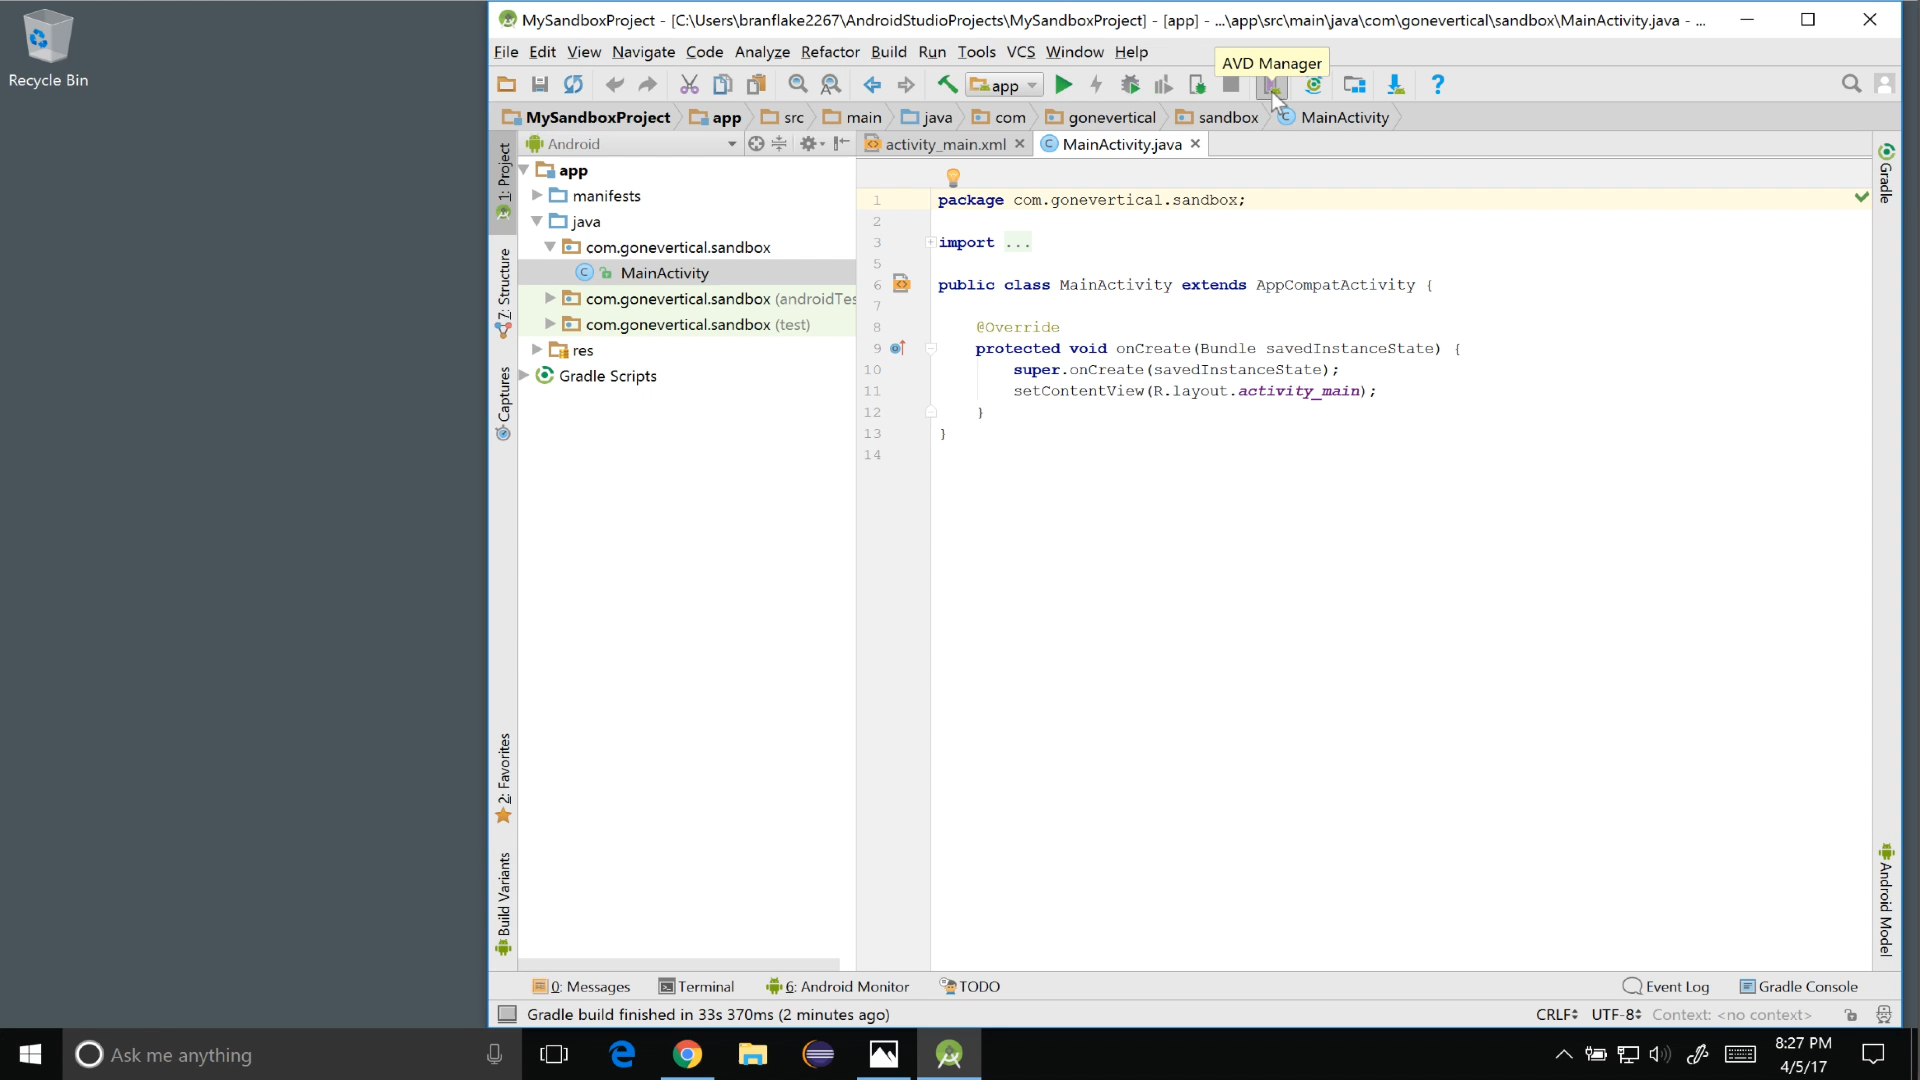 Recycle Bin
MySandboxProject - [C:\Users\branflake2267\AndroidStudioProjects\MySandboxProject] - [app] - ...\app\src\main\java\com\gonevertical\sandbox\MainActivity.java - ...
File Edit View Navigate Code Analyze Refactor Build Run Tools VCS Window Help
AVD Manager
app
MySandboxProject app src main java com gonevertical sandbox MainActivity
Android
activity_main.xml
MainActivity.java
1: Project
7: Structure
Captures
2: Favorites
Build Variants
app
manifests
java
com.gonevertical.sandbox
MainActivity
com.gonevertical.sandbox (androidTes
com.gonevertical.sandbox (test)
res
Gradle Scripts
1 package com.gonevertical.sandbox;
2
3 import ...
5
6 public class MainActivity extends AppCompatActivity {
7
8 @Override
9 protected void onCreate(Bundle savedInstanceState) {
10 super.onCreate(savedInstanceState);
11 setContentView(R.layout.activity_main);
12 }
13 }
14
Gradle
Android Model
0: Messages Terminal 6: Android Monitor TODO Event Log Gradle Console
Gradle build finished in 33s 370ms (2 minutes ago) CRLF UTF-8 Context: <no context>
Ask me anything
8:27 PM
4/5/17